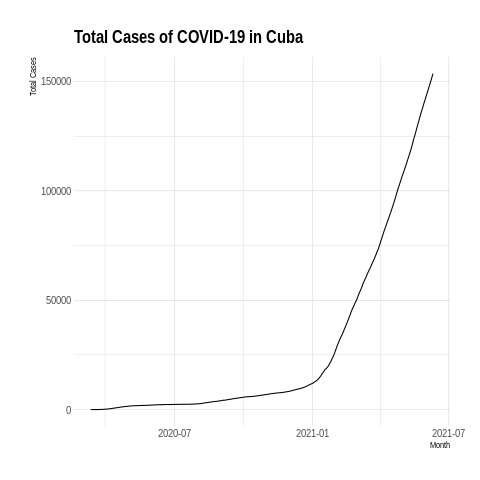 Total Cases of COVID-19 in Cuba
Total Cases
150000
100000
50000
0
2020-07
2021-01
2021-07
Month